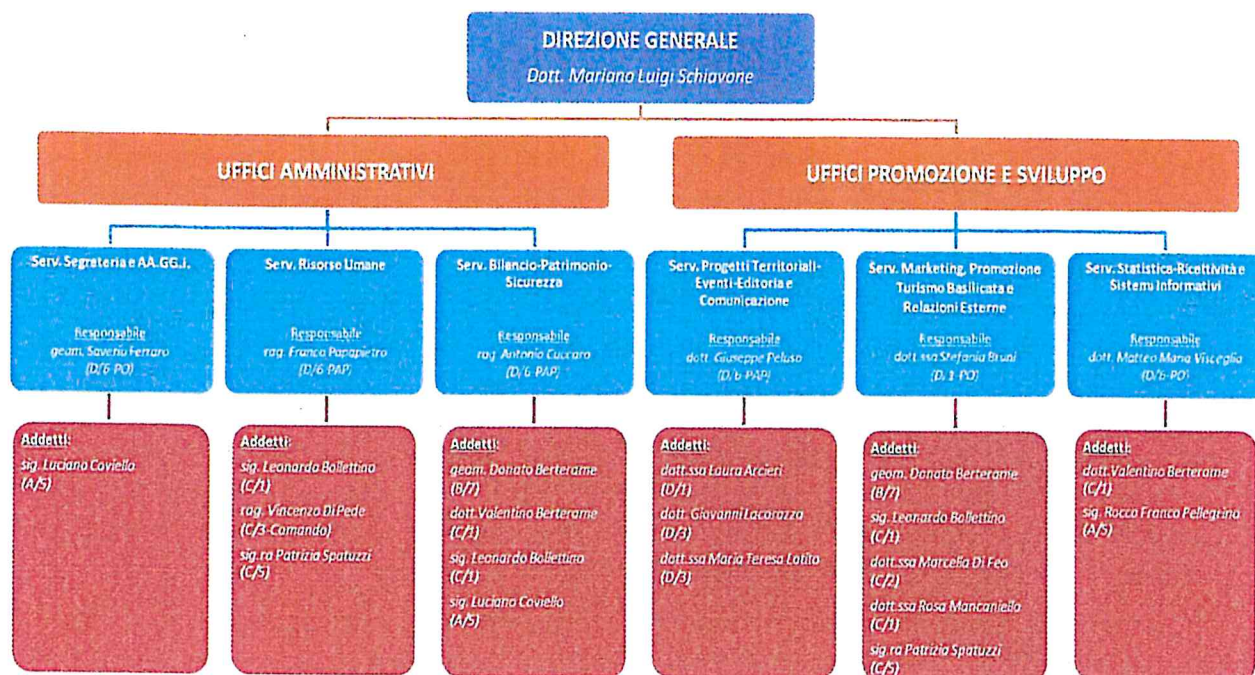 DIREZIONE GENERALE
Dott. Mariano Luigi Schiavone
UFFICI AMMINISTRATIVI
UFFICI PROMOZIONE E SVILUPPO
Serv. Segreteria e AA.GG.i.
Responsabile
geom. Saverio Ferraro
(D/6-PO)
Serv. Risorse Umane
Responsabile
rag. Franca Papapietro
(D/6-PAP)
Serv. Bilancio-Patrimonio-
Sicurezza
Responsabile
rag. Antonio Cuccaro
(D/6-PAP)
Serv. Progetti Territoriali-
Eventi-Editoria e
Comunicazione
Responsabile
dott. Giuseppe Peluso
(D/6-PAP)
Serv. Marketing, Promozione
Turismo Basilicata e
Relazioni Esterne
Responsabile
dott.ssa Stefania Bruni
(D/1-PO)
Serv. Statistica-Ricettività e
Sistemi Informativi
Responsabile
dott. Matteo Maria Visceglia
(D/6-PO)
Addetti:
sig. Luciano Coviello
(A/5)
Addetti:
sig. Leonardo Bollettino
(C/1)
rag. Vincenzo Di Pede
(C/3-Comando)
sig.ra Patrizia Spatuzzi
(C/5)
Addetti:
geom. Donato Berterame
(B/7)
dott.Valentino Berterame
(C/1)
sig. Leonardo Bollettino
(C/1)
sig. Luciano Coviello
(A/5)
Addetti:
dott.ssa Laura Arcieri
(D/1)
dott. Giovanni Lacorazza
(D/3)
dott.ssa Maria Teresa Lotito
(D/3)
Addetti:
geom. Donato Berterame
(B/7)
sig. Leonardo Bollettino
(C/1)
dott.ssa Marcella Di Feo
(C/2)
dott.ssa Rosa Mancaniello
(C/1)
sig.ra Patrizia Spatuzzi
(C/5)
Addetti:
dott.Valentino Berterame
(C/1)
sig. Rocco Franco Pellegrino
(A/5)